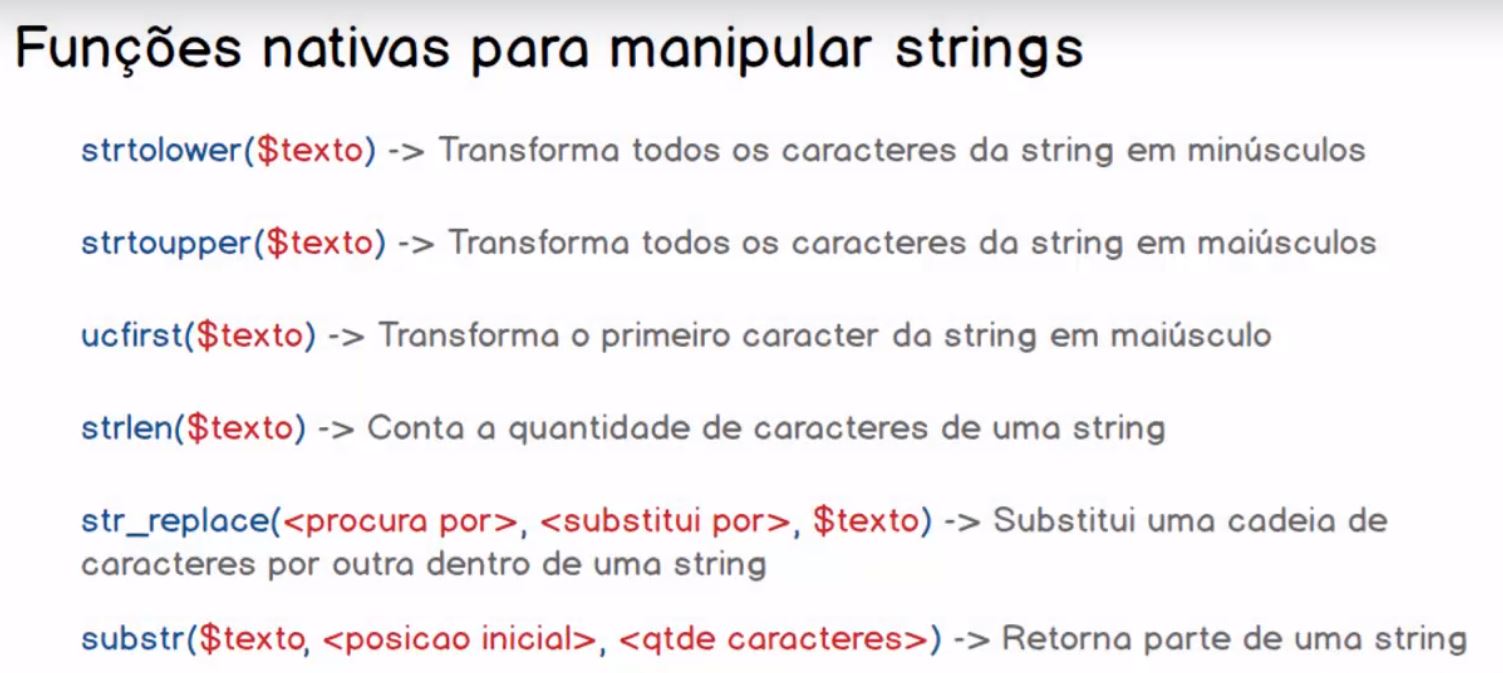 Funções nativas para manipular strings
strtolower($texto) -> Transforma todos os caracteres da string em minúsculos
strtoupper($texto) -> Transforma todos os caracteres da string em maiúsculos
ucfirst($texto) -> Transforma o primeiro caracter da string em maiúsculo
strlen($texto) -> Conta a quantidade de caracteres de uma string
str_replace(<procura por>, <substitui por>, $texto) -> Substitui uma cadeia de
caracteres por outra dentro de uma string
substr($texto, <posicao inicial>, <qtde caracteres>) -> Retorna parte de uma string